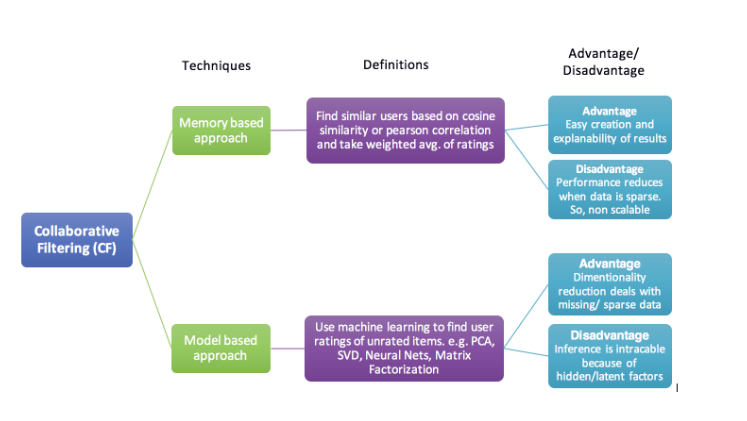 Techniques
Definitions
Advantage/
Disadvantage
Collaborative
Filtering (CF)
Memory based
approach
Find similar users based on cosine
similarity or pearson correlation
and take weighted avg. of ratings
Advantage
Easy creation and
explanability of results
Disadvantage
Performance reduces
when data is sparse.
So, non scalable
Model based
approach
Use machine learning to find user
ratings of unrated items. e.g. PCA,
SVD, Neural Nets, Matrix
Factorization
Advantage
Dimentionality
reduction deals with
missing/ sparse data
Disadvantage
Inference is intracable
because of
hidden/latent factors